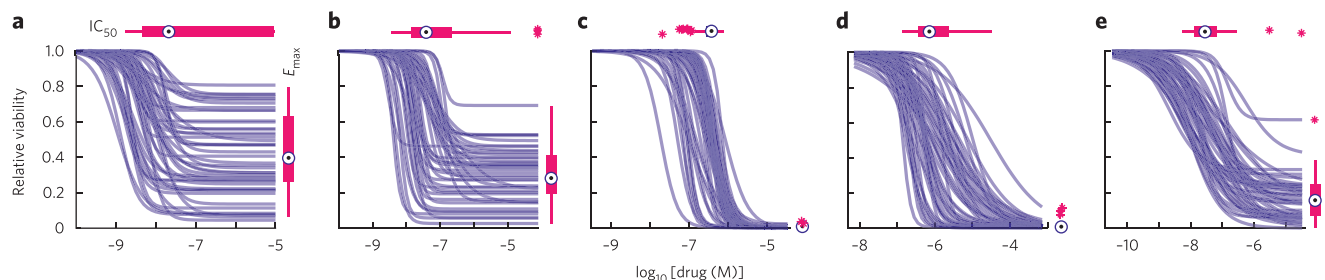 a
b
c
d
e
IC50
Emax
Relative viability
1.0
0.8
0.6
0.4
0.2
0
−9 −7 −5
−9 −7 −5
−9 −7 −5
−8 −6 −4
−10 −8 −6
log10 [drug (M)]